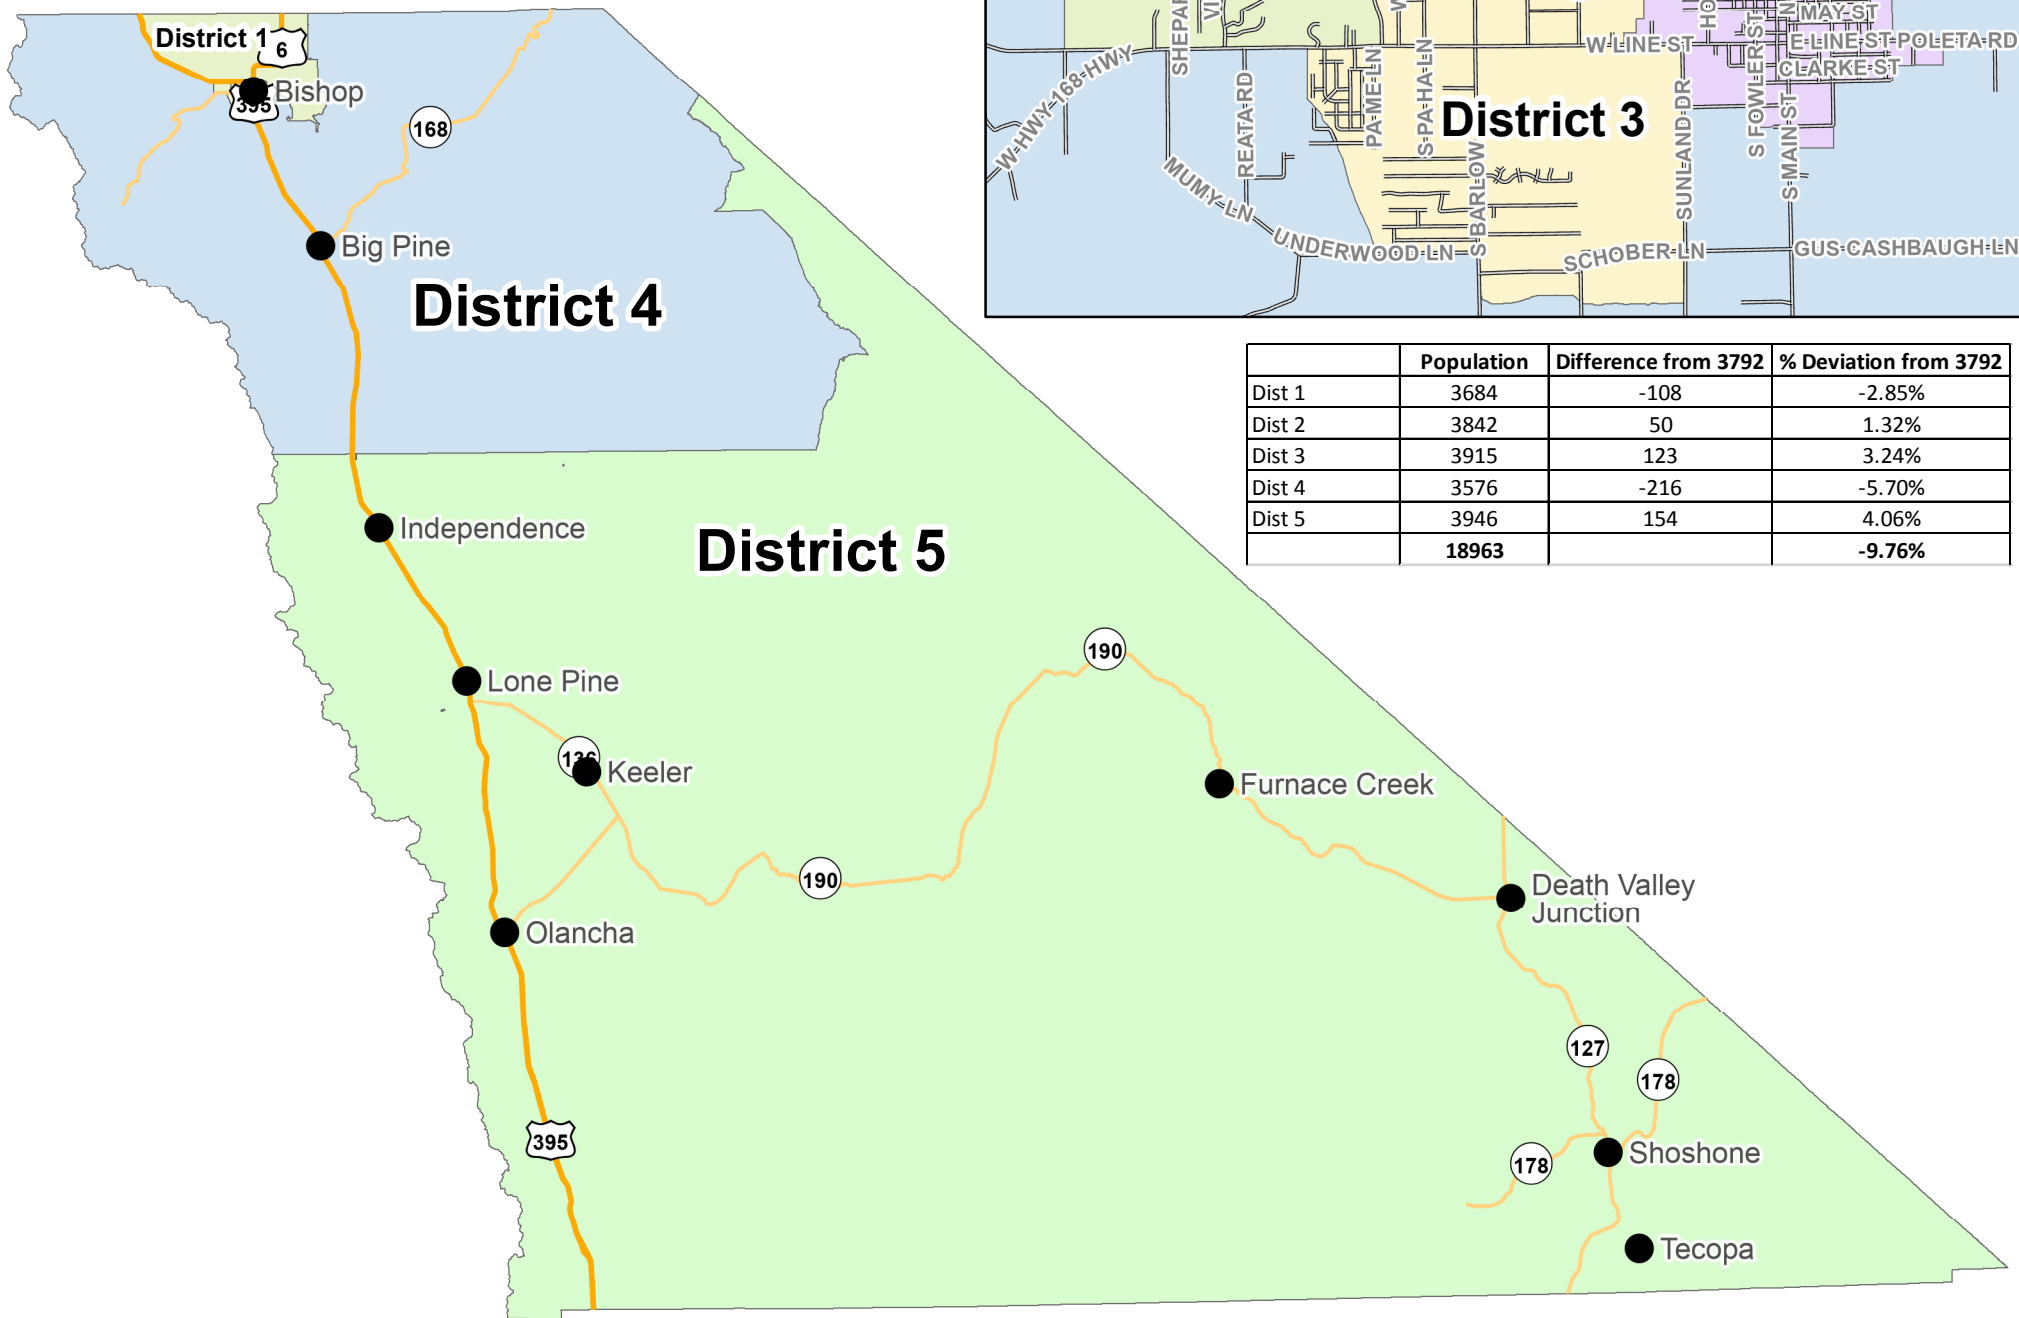 District 1
6
395
Bishop
168
Big Pine
District 4
MAY ST
W LINE ST
E LINE ST
POLETA RD
CLARKE ST
W HWY 168 HWY
REATA RD
PA ME LN
S PA HA LN
District 3
SUNLAND DR
S FOWLER ST
S MAIN ST
MUMY LN
S BARLOW
UNDERWOOD LN
SCHOBER LN
GUS CASHBAUGH LN
Population Difference from 3792 % Deviation from 3792
Dist 1 3684 -108 -2.85%
Dist 2 3842 50 1.32%
Dist 3 3915 123 3.24%
Dist 4 3576 -216 -5.70%
Dist 5 3946 154 4.06%
18963 -9.76%
Independence
District 5
Lone Pine
190
136
Keeler
Furnace Creek
190
Death Valley
Junction
Olancha
127
178
395
Shoshone
178
Tecopa